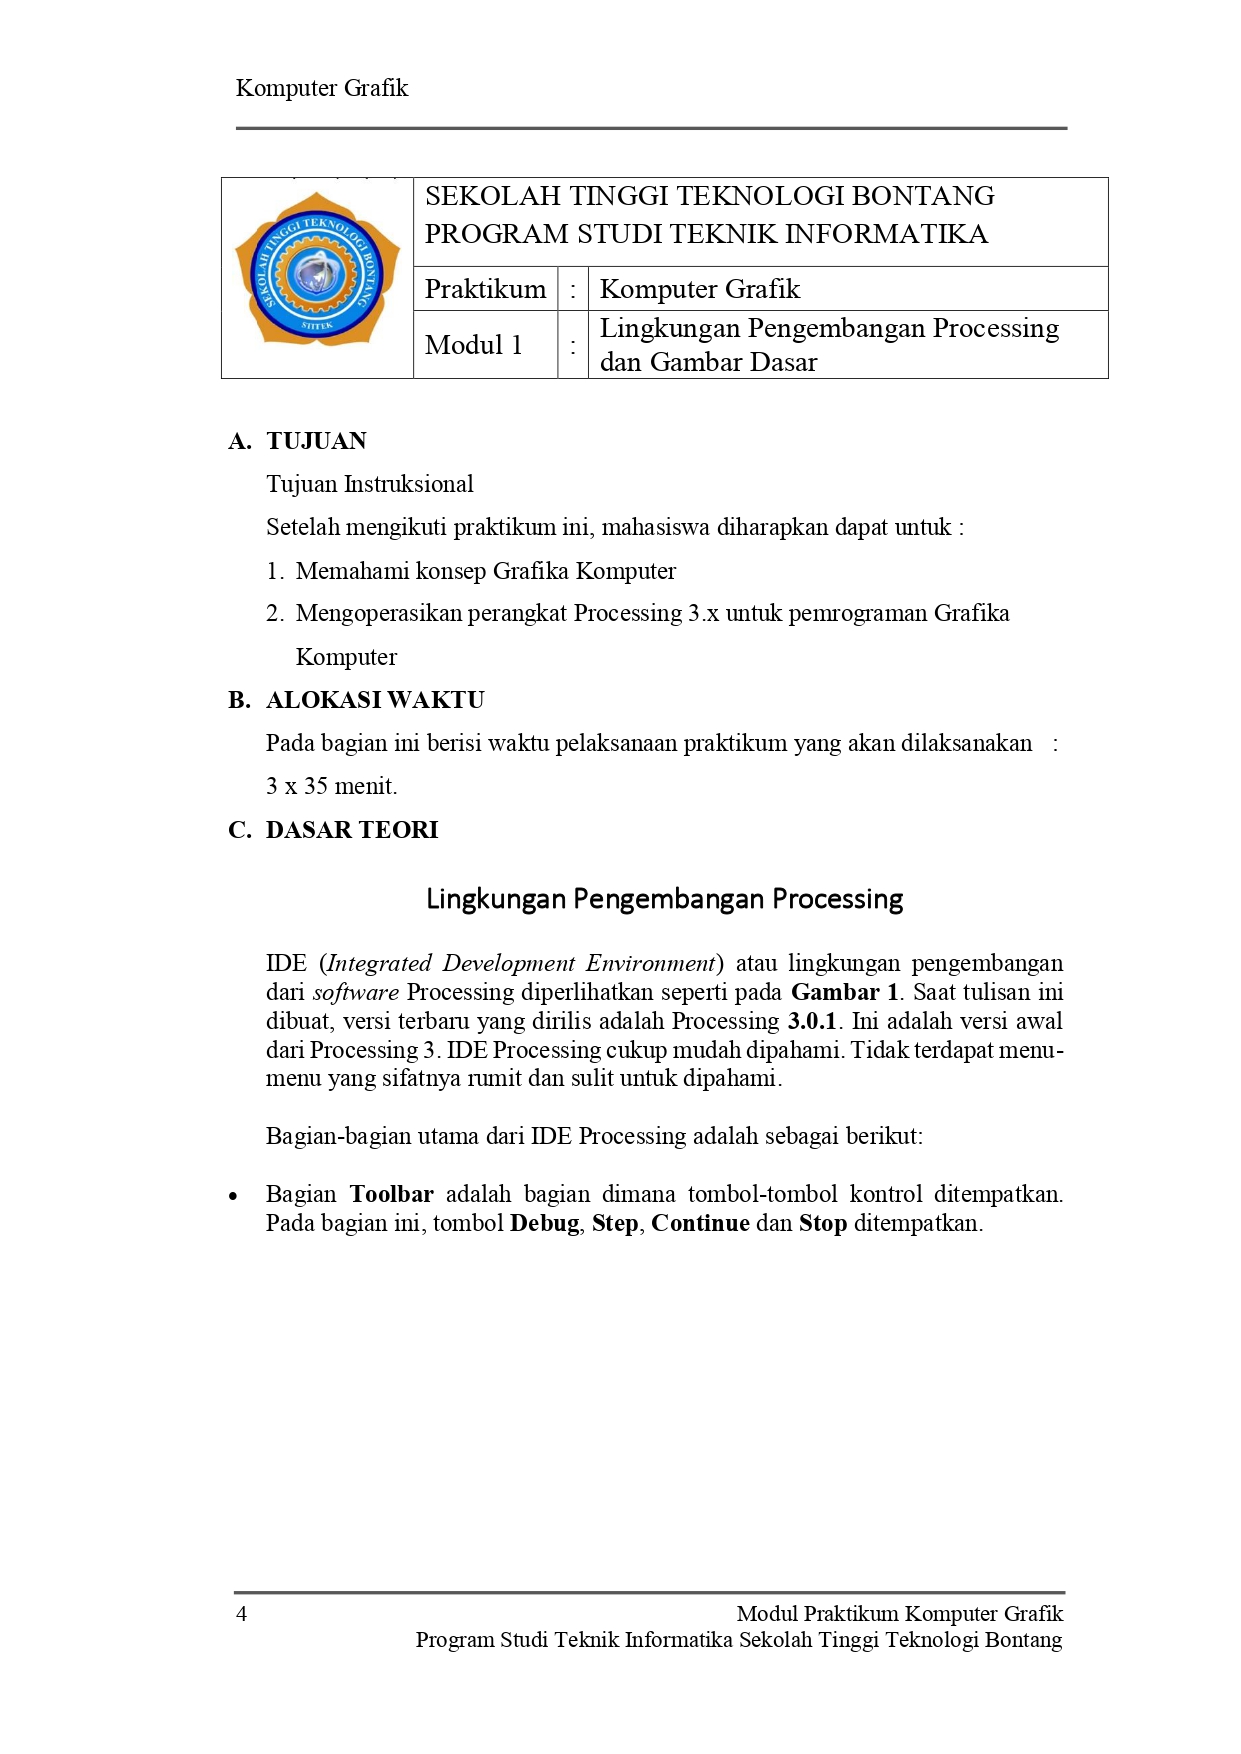 Komputer Grafik
SEKOLAH TINGGI TEKNOLOGI BONTANG
STITEK
SEKOLAH TINGGI TEKNOLOGI BONTANG
PROGRAM STUDI TEKNIK INFORMATIKA
Praktikum : Komputer Grafik
Modul 1 : Lingkungan Pengembangan Processing
dan Gambar Dasar
A. TUJUAN
Tujuan Instruksional
Setelah mengikuti praktikum ini, mahasiswa diharapkan dapat untuk :
1. Memahami konsep Grafika Komputer
2. Mengoperasikan perangkat Processing 3.x untuk pemrograman Grafika
Komputer
B. ALOKASI WAKTU
Pada bagian ini berisi waktu pelaksanaan praktikum yang akan dilaksanakan :
3 x 35 menit.
C. DASAR TEORI
Lingkungan Pengembangan Processing
IDE (Integrated Development Environment) atau lingkungan pengembangan
dari software Processing diperlihatkan seperti pada Gambar 1. Saat tulisan ini
dibuat, versi terbaru yang dirilis adalah Processing 3.0.1. Ini adalah versi awal
dari Processing 3. IDE Processing cukup mudah dipahami. Tidak terdapat menu-
menu yang sifatnya rumit dan sulit untuk dipahami.
Bagian-bagian utama dari IDE Processing adalah sebagai berikut:
• Bagian Toolbar adalah bagian dimana tombol-tombol kontrol ditempatkan.
Pada bagian ini, tombol Debug, Step, Continue dan Stop ditempatkan.
4 Modul Praktikum Komputer Grafik
Program Studi Teknik Informatika Sekolah Tinggi Teknologi Bontang